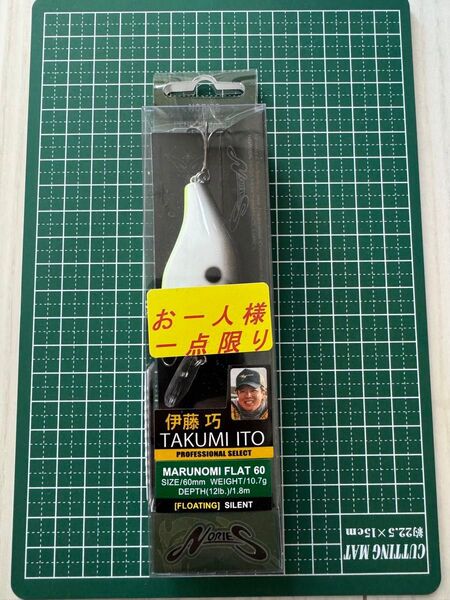 NORIES
お一人様
一点限り
伊藤 巧
TAKUMI ITO
PROFESSIONAL SELECT
MARUNOMI FLAT 60
SIZE/60mm WEIGHT/10.7g
DEPTH(12lb.)/1.8m
[FLOATING] SILENT
NORIES
CUTTING MAT
約22.5×15cm